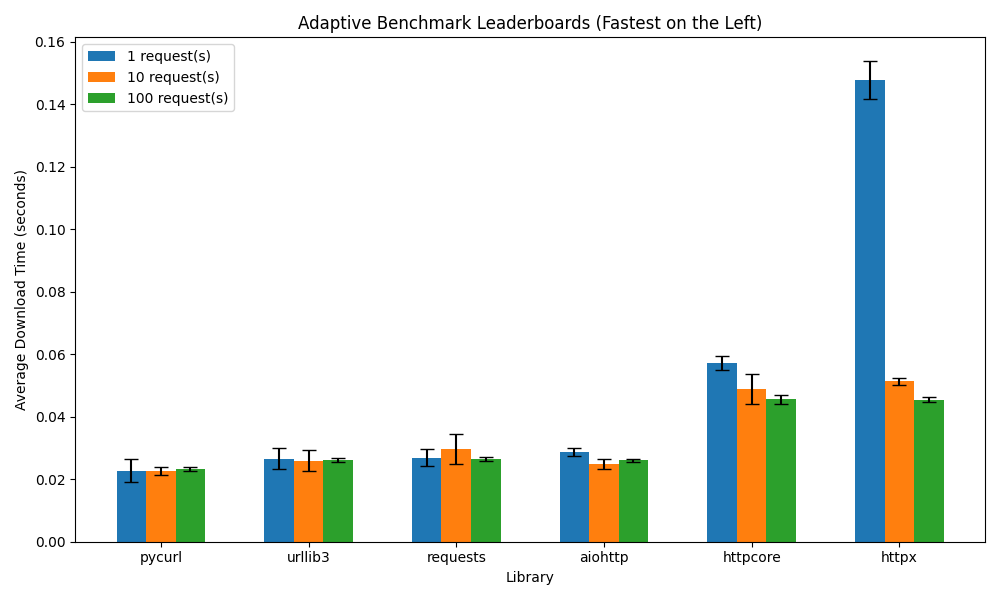 Adaptive Benchmark Leaderboards (Fastest on the Left)
1 request(s)
10 request(s)
100 request(s)
Average Download Time (seconds)
0.16
0.14
0.12
0.10
0.08
0.06
0.04
0.02
0.00
pycurl urllib3 requests aiohttp httpcore httpx
Library